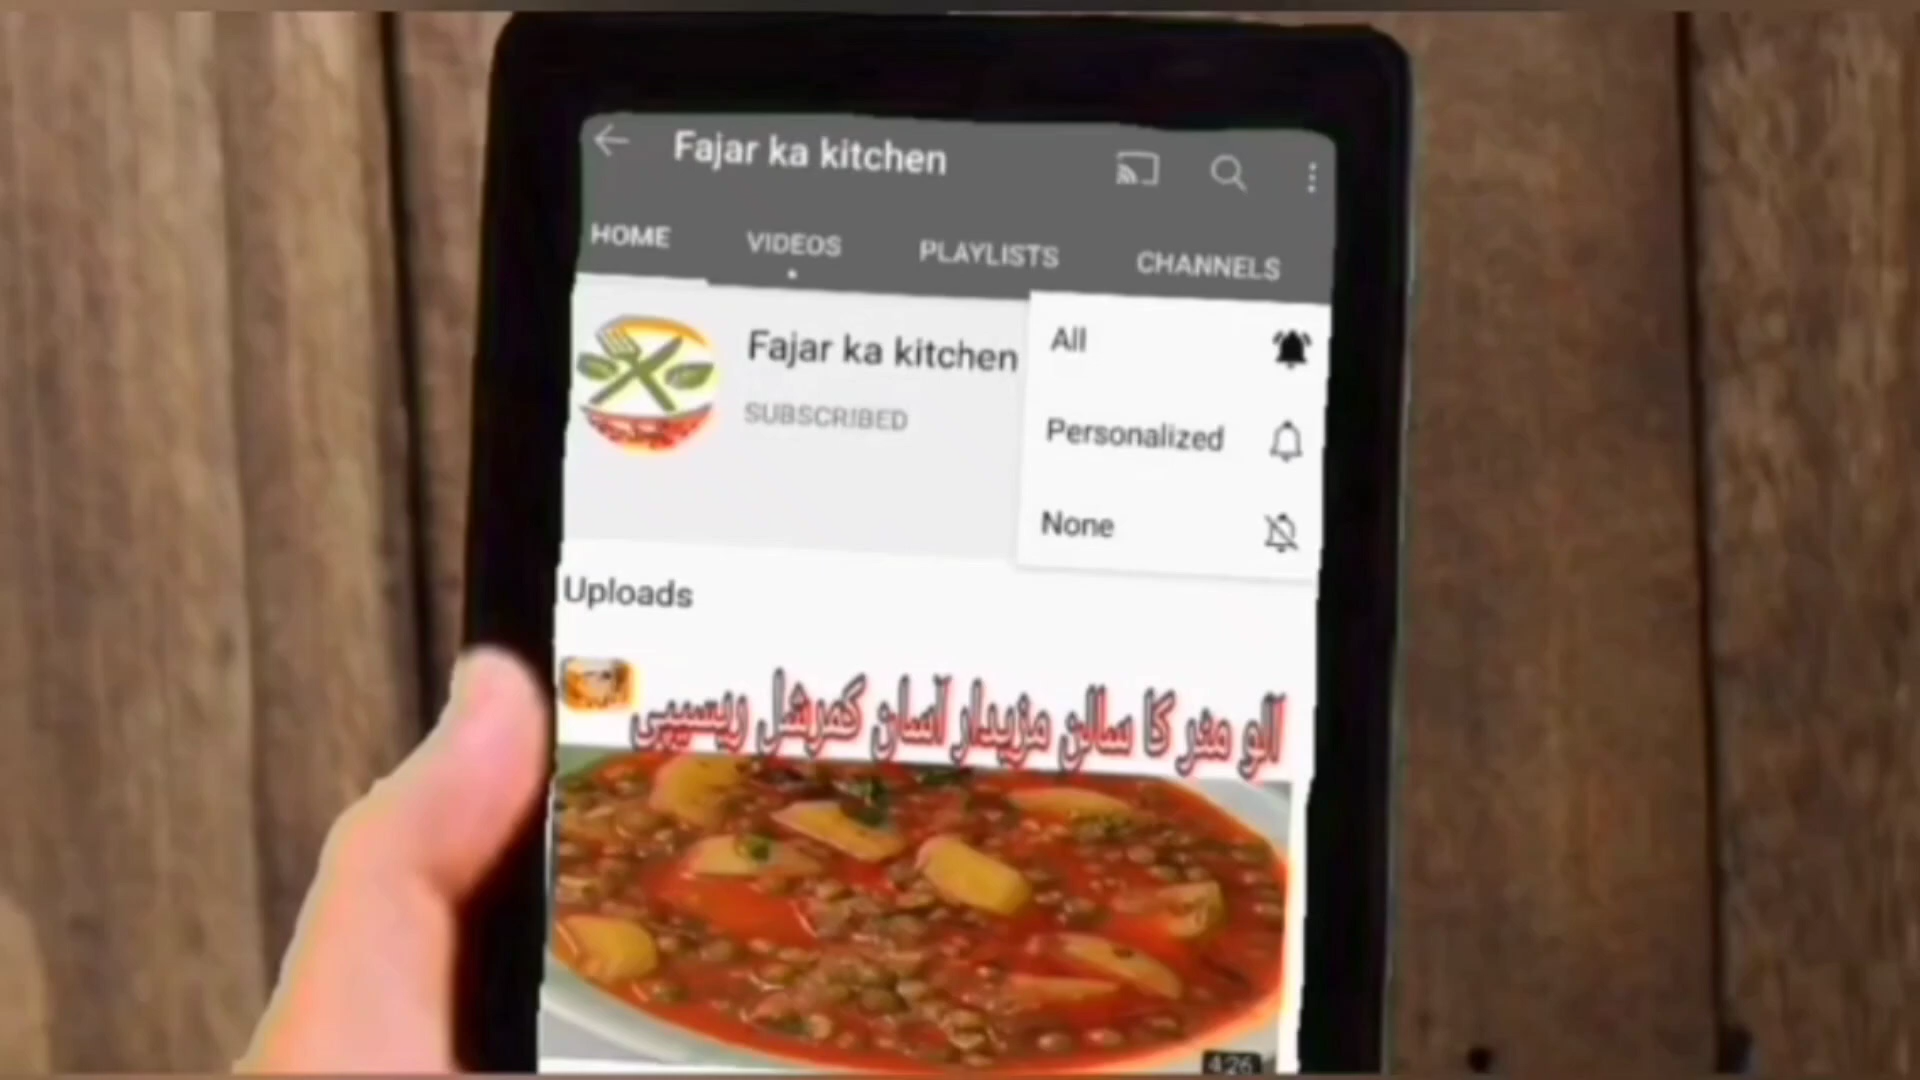 Fajar ka kitchen
HOME VIDEOS PLAYLISTS CHANNELS
Fajar ka kitchen
SUBSCRIBED
All
Personalized
None
Uploads
آلو مٹر کا سالن مزیدار آسان کمرشل ریسیپی
4:26